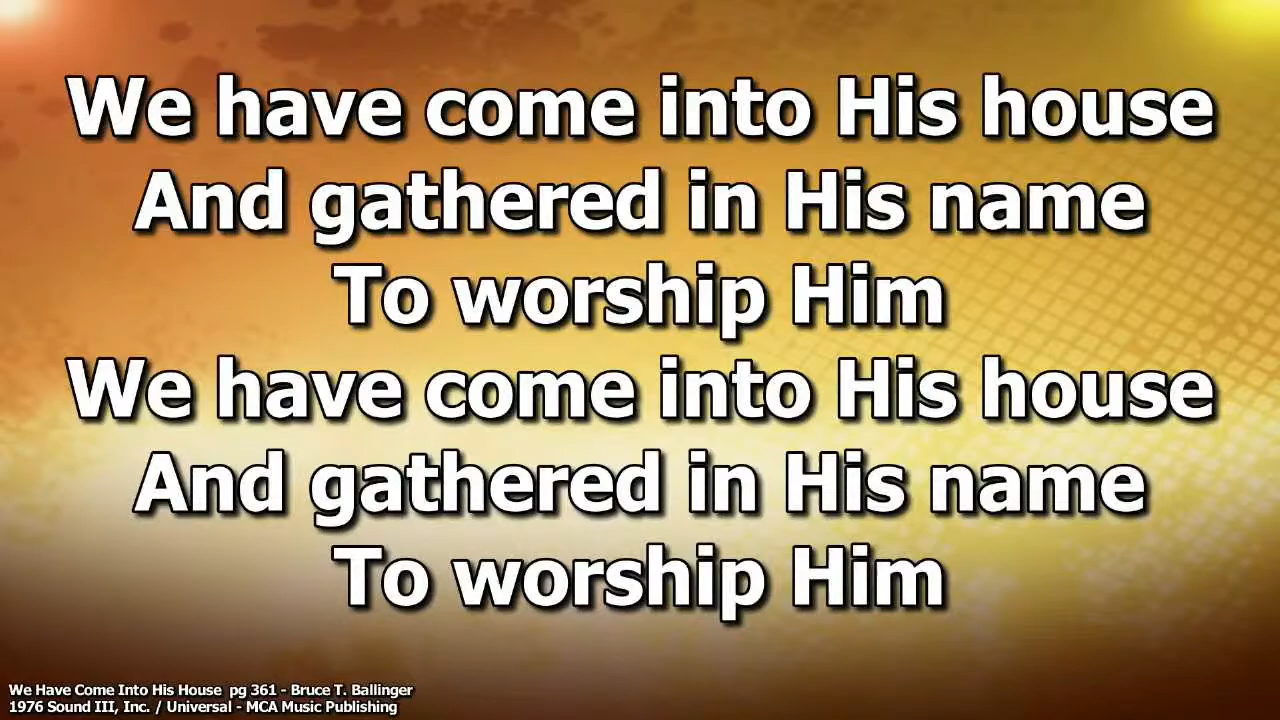 We have come into His house
And gathered in His name
To worship Him
We have come into His house
And gathered in His name
To worship Him
We Have Come Into His House  pg 361 - Bruce T. Ballinger
1976 Sound III, Inc. / Universal - MCA Music Publishing